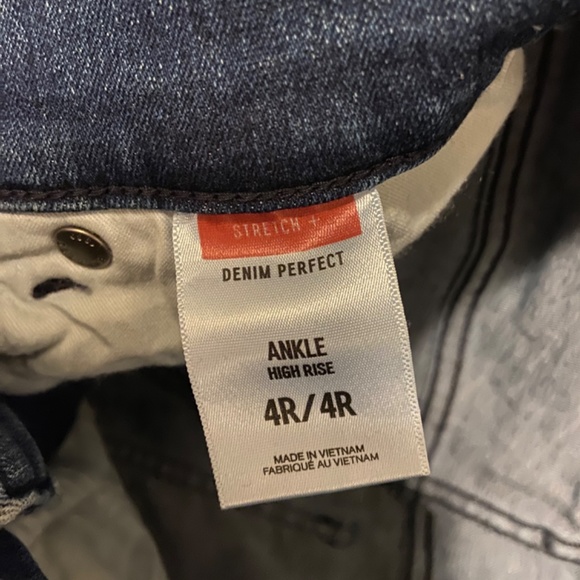 STRETCH +
DENIM PERFECT
ANKLE
HIGH RISE
4R/4R
MADE IN VIETNAM
FABRIQUÉ AU VIETNAM